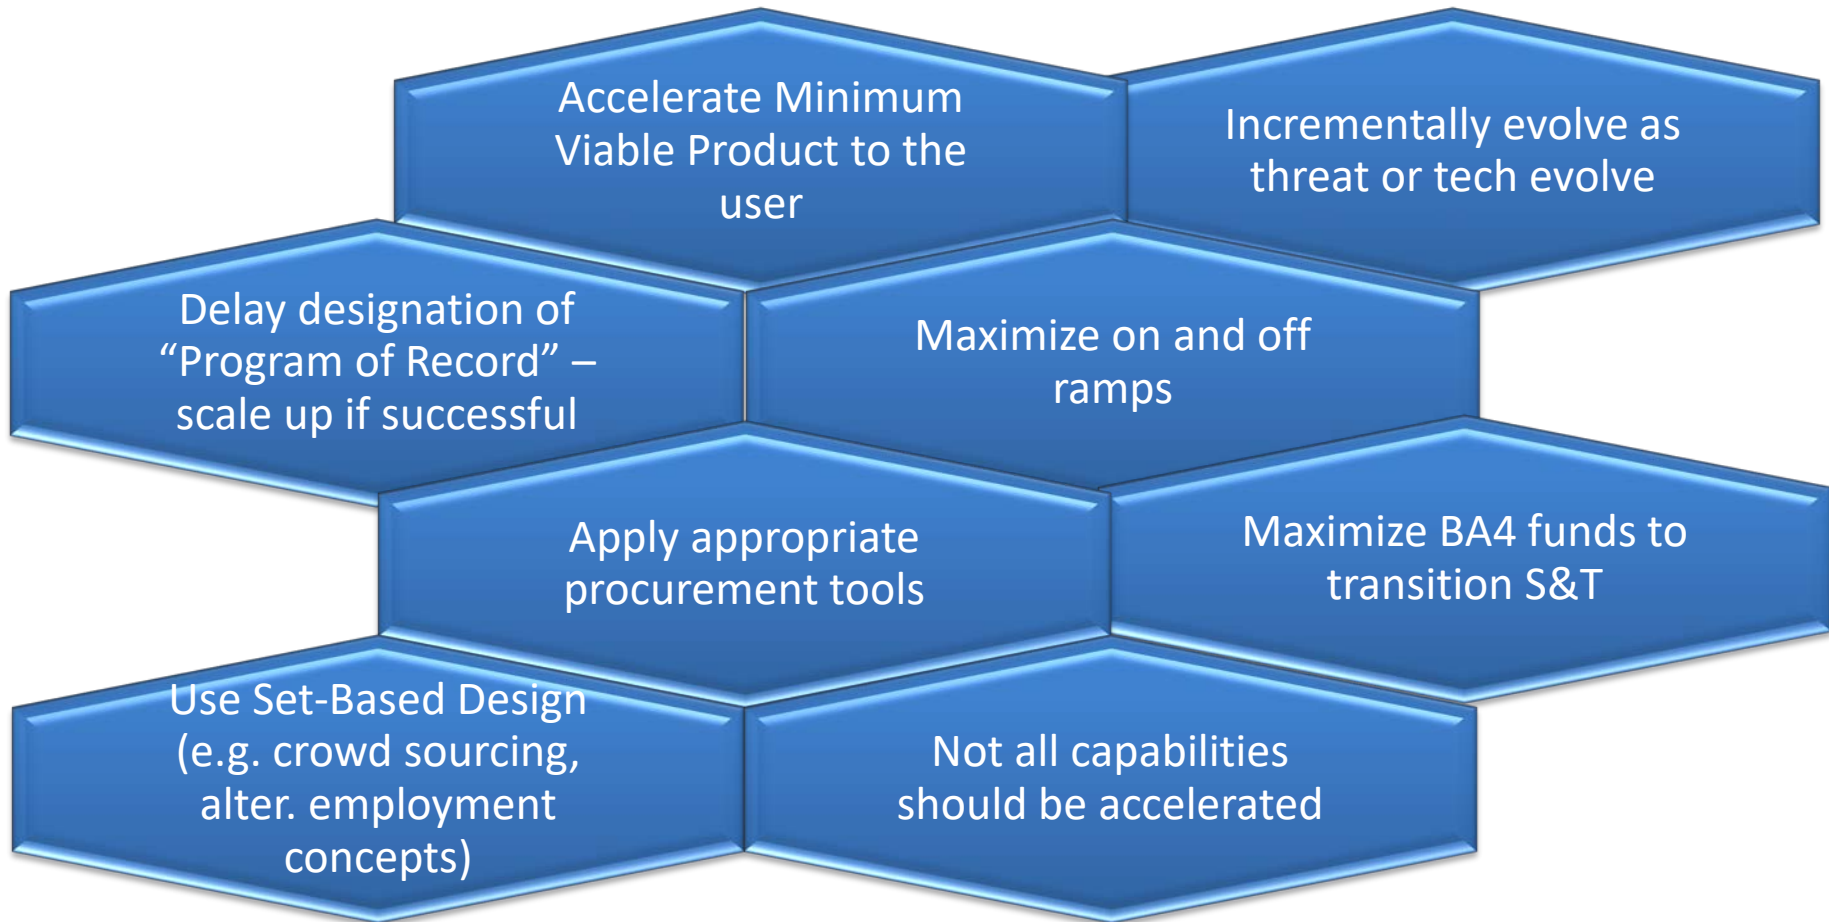 Accelerate Minimum
Viable Product to the
user
Incrementally evolve as
threat or tech evolve
Delay designation of
“Program of Record” –
scale up if successful
Maximize on and off
ramps
Apply appropriate
procurement tools
Maximize BA4 funds to
transition S&T
Use Set-Based Design
(e.g. crowd sourcing,
alter. employment
concepts)
Not all capabilities
should be accelerated